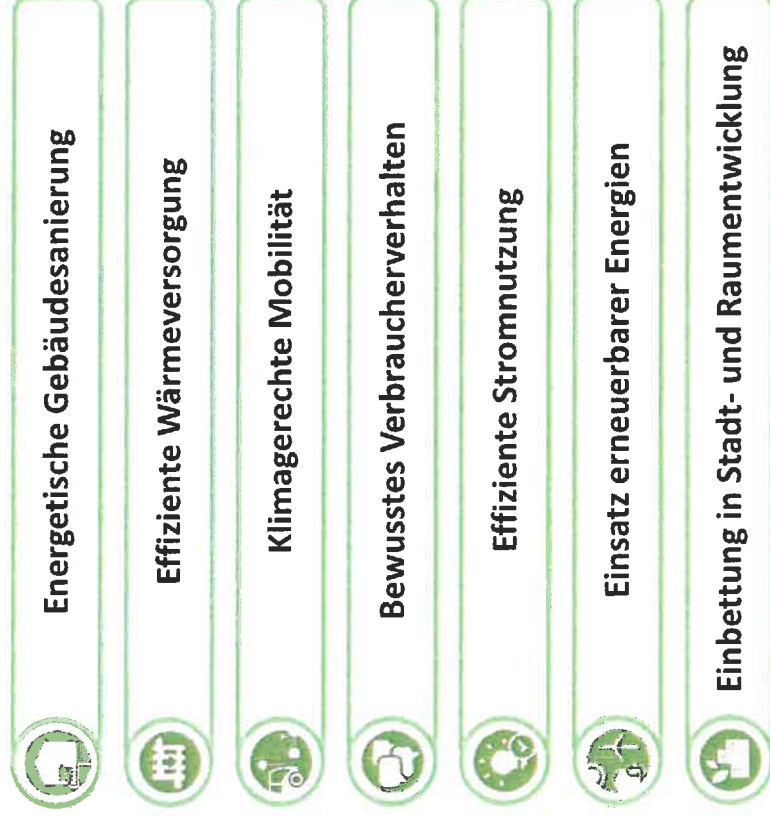 Energetische Gebäudesanierung
Effiziente Wärmeversorgung
Klimagerechte Mobilität
Bewusstes Verbraucherverhalten
Effiziente Stromnutzung
Einsatz erneuerbarer Energien
Einbettung in Stadt- und Raumentwicklung